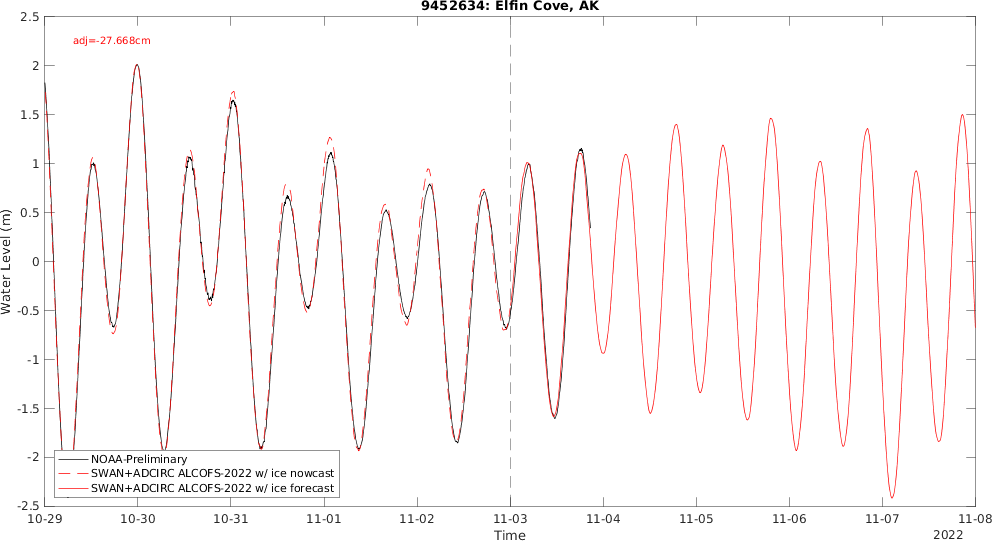 9452634: Elfin Cove, AK
adj=-27.668cm
Water Level (m)
2.5
2
1.5
1
0.5
0
-0.5
-1
-1.5
-2
-2.5
NOAA-Preliminary
SWAN+ADCIRC ALCOFS-2022 w/ ice nowcast
SWAN+ADCIRC ALCOFS-2022 w/ ice forecast
10-29 10-30 10-31 11-01 11-02 11-03 11-04 11-05 11-06 11-07 11-08
Time
2022